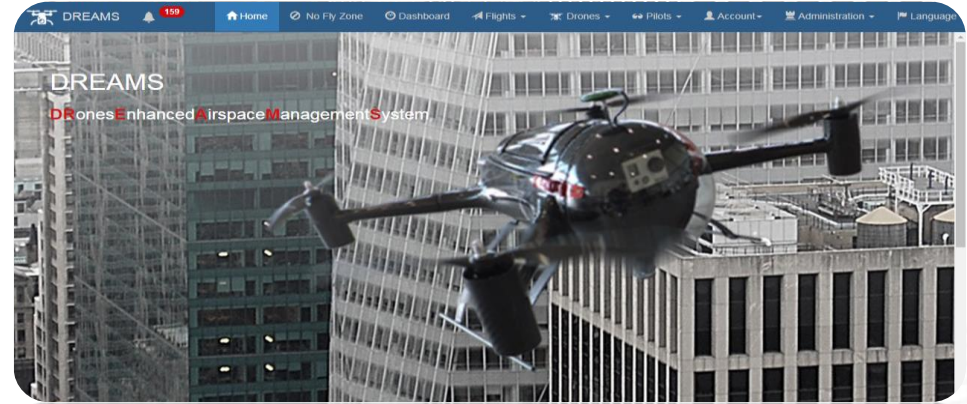 DREAMS 159 Home No Fly Zone Dashboard Flights Drones Pilots Account Administration Language
DREAMS
DRonesEnhancedAirspaceManagementSystem